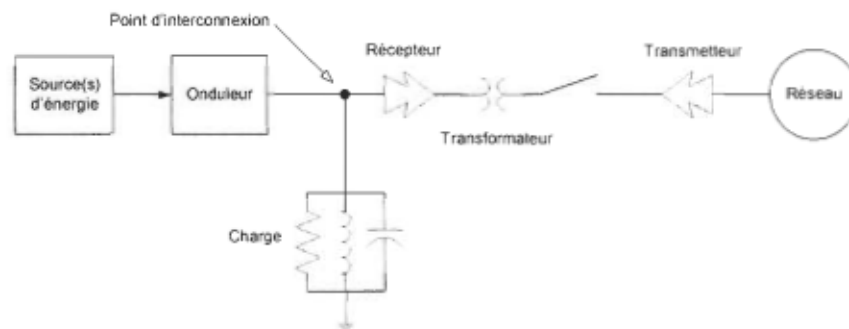 Point d'interconnexion
Récepteur
Transmetteur
Source(s)
d'énergie
Onduleur
Réseau
Transformateur
Charge